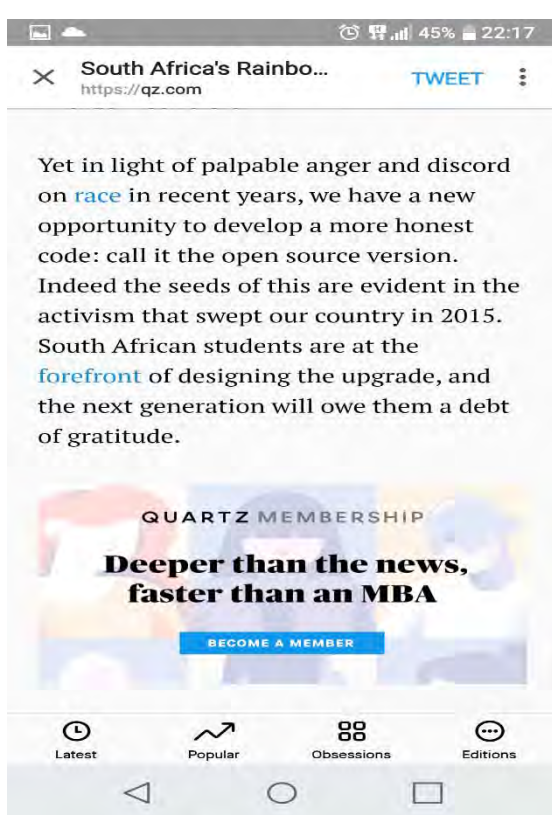 45% 22:17
South Africa's Rainbo...
TWEET
https://qz.com
Yet in light of palpable anger and discord
on race in recent years, we have a new
opportunity to develop a more honest
code: call it the open source version.
Indeed the seeds of this are evident in the
activism that swept our country in 2015.
South African students are at the
forefront of designing the upgrade, and
the next generation will owe them a debt
of gratitude.
QUARTZ MEMBERSHIP
Deeper than the news,
faster than an MBA
BECOME A MEMBER
Latest Popular Obsessions Editions